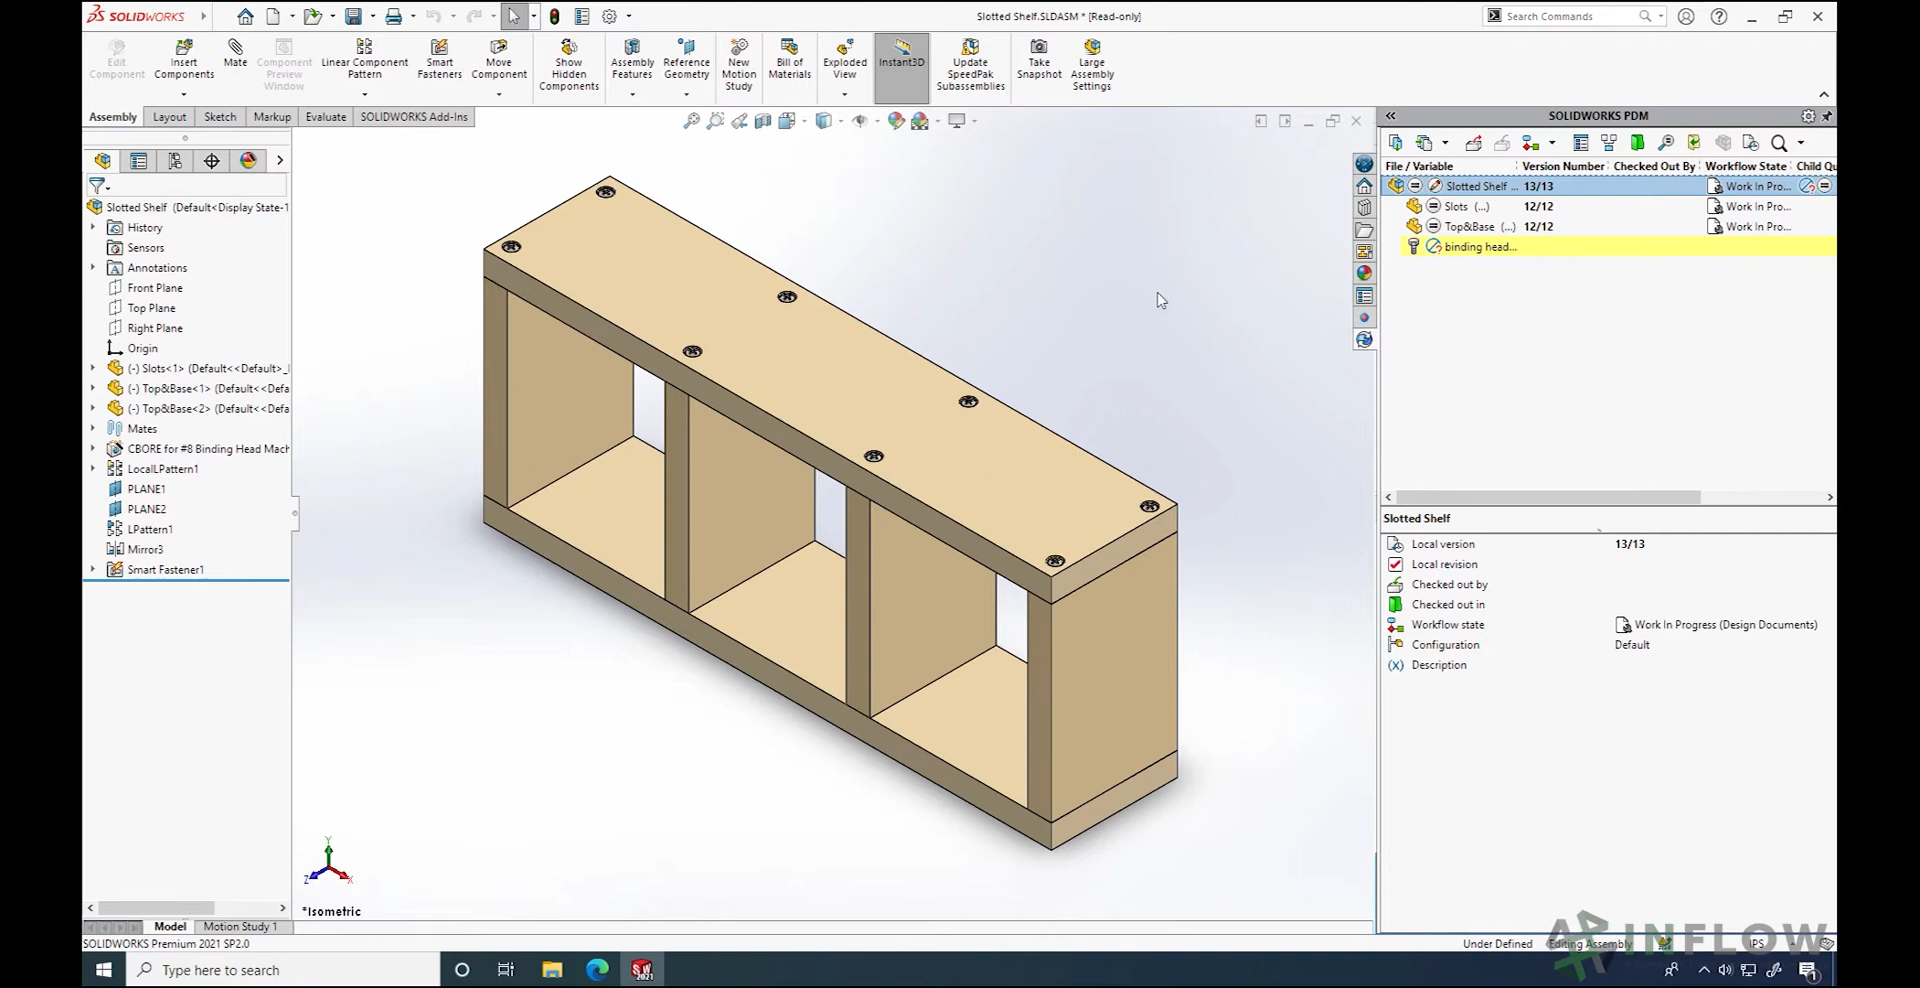 SOLIDWORKS
Slotted Shelf.SLDASM * [Read-only]
Search Commands
Edit Component
Insert Components
Mate
Component Preview Window
Linear Component Pattern
Smart Fasteners
Move Component
Show Hidden Components
Assembly Features
Reference Geometry
New Motion Study
Bill of Materials
Exploded View
Instant3D
Update SpeedPak Subassemblies
Take Snapshot
Large Assembly Settings
Assembly
Layout
Sketch
Markup
Evaluate
SOLIDWORKS Add-Ins
Slotted Shelf (Default<Display State-1
History
Sensors
Annotations
Front Plane
Top Plane
Right Plane
Origin
(-) Slots<1> (Default<<Default>_
(-) Top&Base<1> (Default<<Defa
(-) Top&Base<2> (Default<<Defa
Mates
CBORE for #8 Binding Head Mach
LocalLPattern1
PLANE1
PLANE2
LPattern1
Mirror3
Smart Fastener1
Y
Z
X
*Isometric
Model
Motion Study 1
SOLIDWORKS Premium 2021 SP2.0
SOLIDWORKS PDM
File / Variable Version Number Checked Out By Workflow State Child Qu
Slotted Shelf ... 13/13 Work In Pro...
Slots (...) 12/12 Work In Pro...
Top&Base (...) 12/12 Work In Pro...
binding head...
Slotted Shelf
Local version 13/13
Local revision
Checked out by
Checked out in
Workflow state Work In Progress (Design Documents)
Configuration Default
(x) Description
Under Defined
Editing Assembly
IPS
INFLOW
Type here to search
SW
2021
1